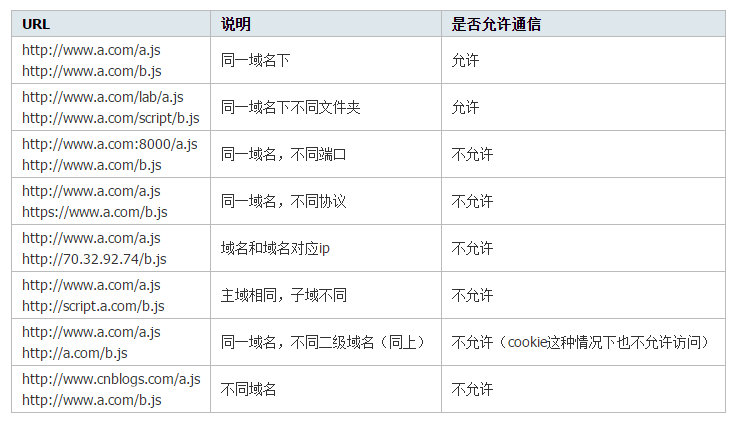 URL 说明 是否允许通信
http://www.a.com/a.js
http://www.a.com/b.js
同一域名下
允许
http://www.a.com/lab/a.js
http://www.a.com/script/b.js
同一域名下不同文件夹
允许
http://www.a.com:8000/a.js
http://www.a.com/b.js
同一域名，不同端口
不允许
http://www.a.com/a.js
https://www.a.com/b.js
同一域名，不同协议
不允许
http://www.a.com/a.js
http://70.32.92.74/b.js
域名和域名对应ip
不允许
http://www.a.com/a.js
http://script.a.com/b.js
主域相同，子域不同
不允许
http://www.a.com/a.js
http://a.com/b.js
同一域名，不同二级域名（同上）
不允许（cookie这种情况下也不允许访问）
http://www.cnblogs.com/a.js
http://www.a.com/b.js
不同域名
不允许